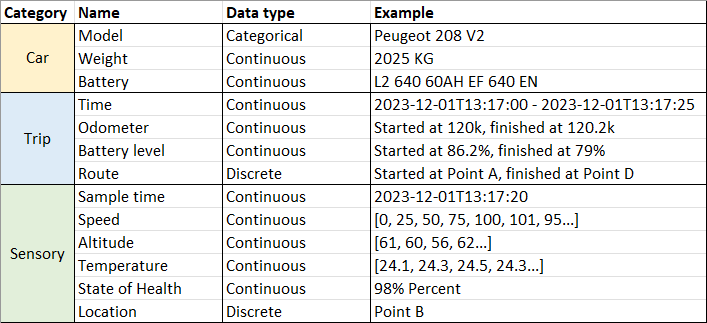 Category Name Data type Example
Car
Model Categorical Peugeot 208 V2
Weight Continuous 2025 KG
Battery Continuous L2 640 60AH EF 640 EN
Trip
Time Continuous 2023-12-01T13:17:00 - 2023-12-01T13:17:25
Odometer Continuous Started at 120k, finished at 120.2k
Battery level Continuous Started at 86.2%, finished at 79%
Route Discrete Started at Point A, finished at Point D
Sensory
Sample time Continuous 2023-12-01T13:17:20
Speed Continuous [0, 25, 50, 75, 100, 101, 95...]
Altitude Continuous [61, 60, 56, 62...]
Temperature Continuous [24.1, 24.3, 24.5, 24.3...]
State of Health Continuous 98% Percent
Location Discrete Point B